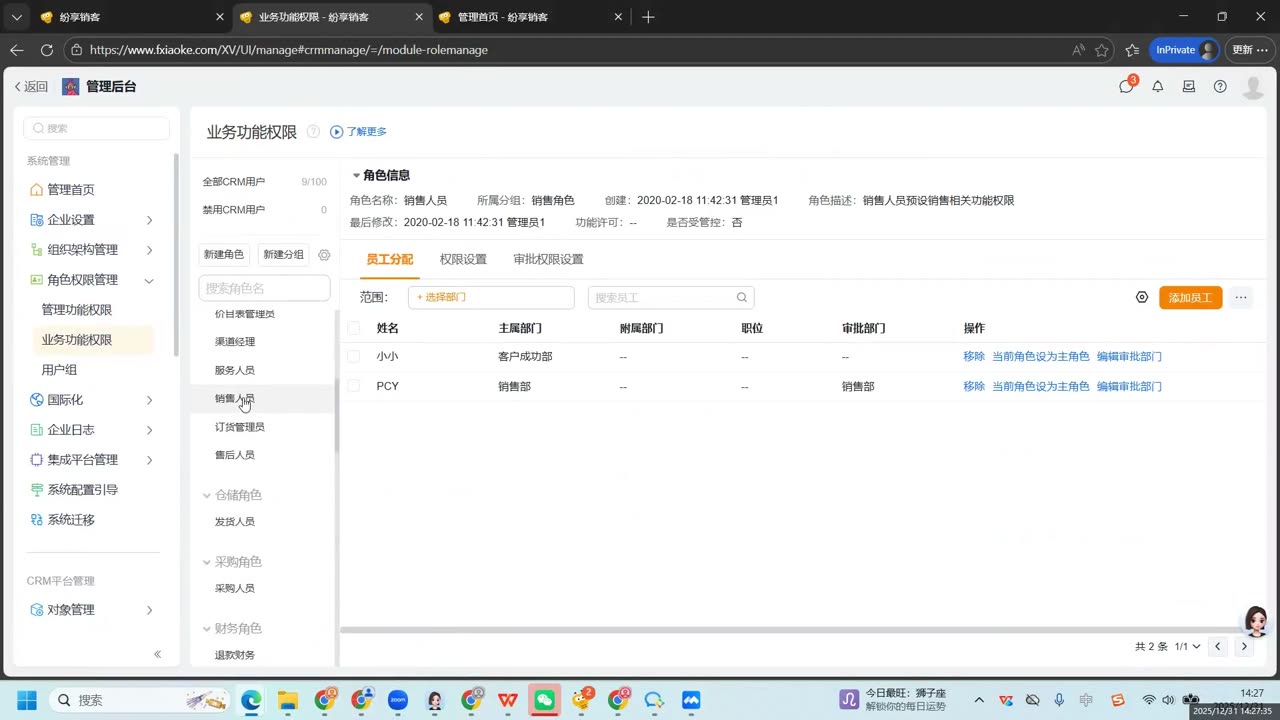 纷享销客
业务功能权限 - 纷享销客
管理首页 - 纷享销客
https://www.fxiaoke.com/XV/UI/manage#crmmanage/=/module-rolemanage
InPrivate
更新
返回
管理后台
3
搜索
系统管理
管理首页
企业设置
组织架构管理
角色权限管理
管理功能权限
业务功能权限
用户组
国际化
企业日志
集成平台管理
系统配置引导
系统迁移
CRM平台管理
对象管理
业务功能权限
了解更多
全部CRM用户 9/100
禁用CRM用户 0
新建角色 新建分组
搜索角色名
价目表管理员
渠道经理
服务人员
销售人员
订货管理员
售后人员
仓储角色
发货人员
采购角色
采购人员
财务角色
退款财务
角色信息
角色名称: 销售人员 所属分组: 销售角色 创建: 2020-02-18 11:42:31 管理员1 角色描述: 销售人员预设销售相关功能权限
最后修改: 2020-02-18 11:42:31 管理员1 功能许可: -- 是否受管控: 否
员工分配 权限设置 审批权限设置
范围: + 选择部门 搜索员工 添加员工
姓名 主属部门 附属部门 职位 审批部门 操作
小小 客户成功部 -- -- -- 移除 当前角色设为主角色 编辑审批部门
PCY 销售部 -- -- 销售部 移除 当前角色设为主角色 编辑审批部门
共 2 条 1/1
搜索
zoom
2
今日最旺: 狮子座
解锁你的每日运势
中
14:27
2025/12/31 14:27:35